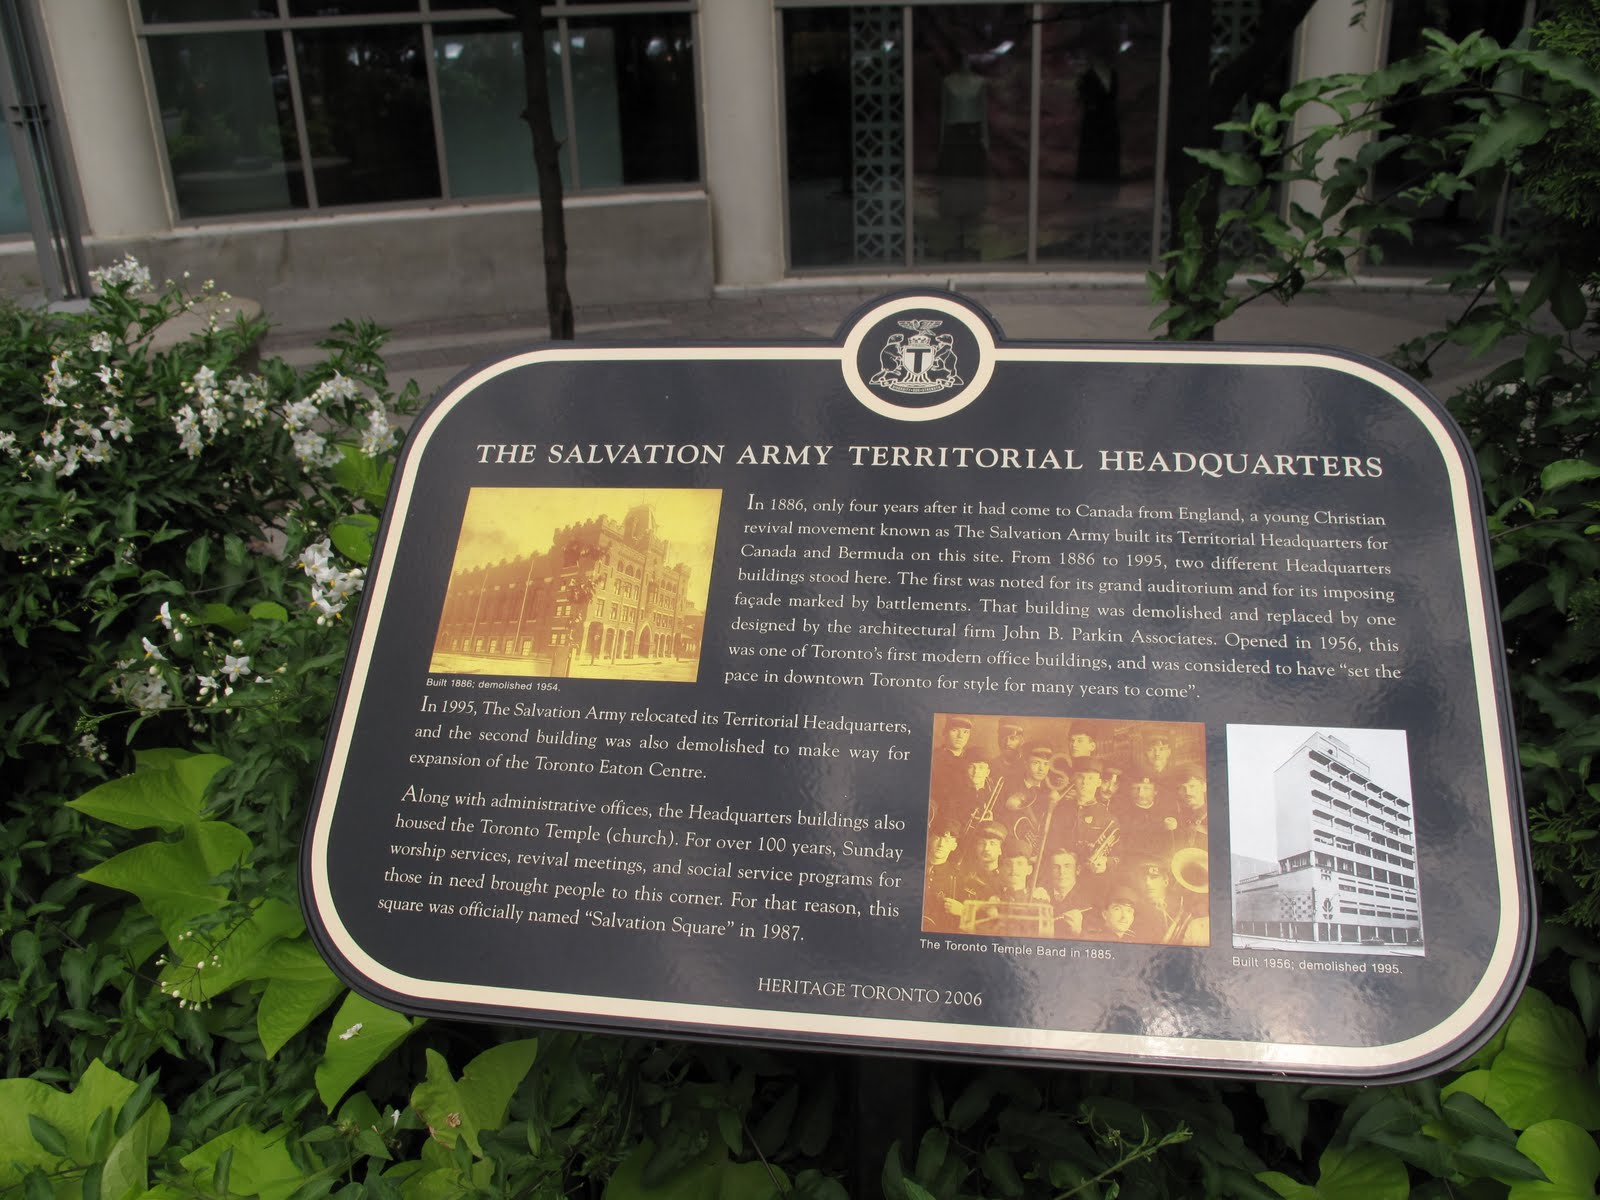 T
THE SALVATION ARMY TERRITORIAL HEADQUARTERS
In 1886, only four years after it had come to Canada from England, a young Christian
revival movement known as The Salvation Army built its Territorial Headquarters for
Canada and Bermuda on this site. From 1886 to 1995, two different Headquarters
buildings stood here. The first was noted for its grand auditorium and for its imposing
façade marked by battlements. That building was demolished and replaced by one
designed by the architectural firm John B. Parkin Associates. Opened in 1956, this
was one of Toronto's first modern office buildings, and was considered to have "set the
pace in downtown Toronto for style for many years to come".
Built 1886; demolished 1954.
In 1995, The Salvation Army relocated its Territorial Headquarters,
and the second building was also demolished to make way for
expansion of the Toronto Eaton Centre.
Along with administrative offices, the Headquarters buildings also
housed the Toronto Temple (church). For over 100 years, Sunday
worship services, revival meetings, and social service programs for
those in need brought people to this corner. For that reason, this
square was officially named "Salvation Square" in 1987.
The Toronto Temple Band in 1885.
Built 1956; demolished 1995.
HERITAGE TORONTO 2006